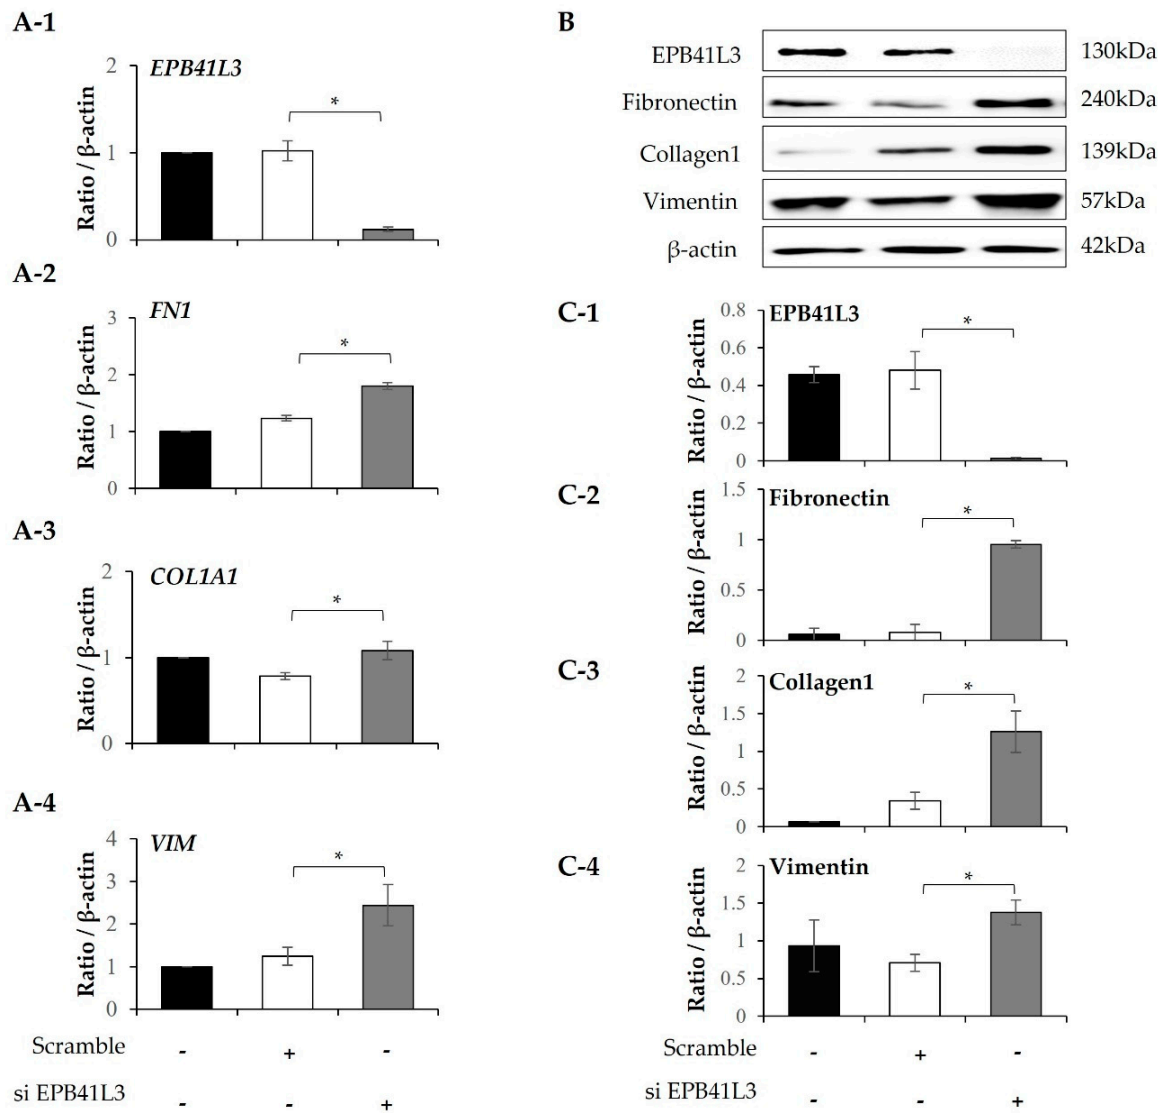 A-1
EPB41L3
Ratio / β-actin
2
1
0
*
A-2
FN1
Ratio / β-actin
3
2
1
0
*
A-3
COL1A1
Ratio / β-actin
2
1
0
*
A-4
VIM
Ratio / β-actin
4
3
2
1
0
*
Scramble - + -
si EPB41L3 - - +
B
EPB41L3 130kDa
Fibronectin 240kDa
Collagen1 139kDa
Vimentin 57kDa
β-actin 42kDa
C-1
EPB41L3
Ratio / β-actin
0.8
0.6
0.4
0.2
0
*
C-2
Fibronectin
Ratio / β-actin
1.5
1
0.5
0
*
C-3
Collagen1
Ratio / β-actin
2
1.5
1
0.5
0
*
C-4
Vimentin
Ratio / β-actin
2
1.5
1
0.5
0
*
Scramble - + -
si EPB41L3 - - +